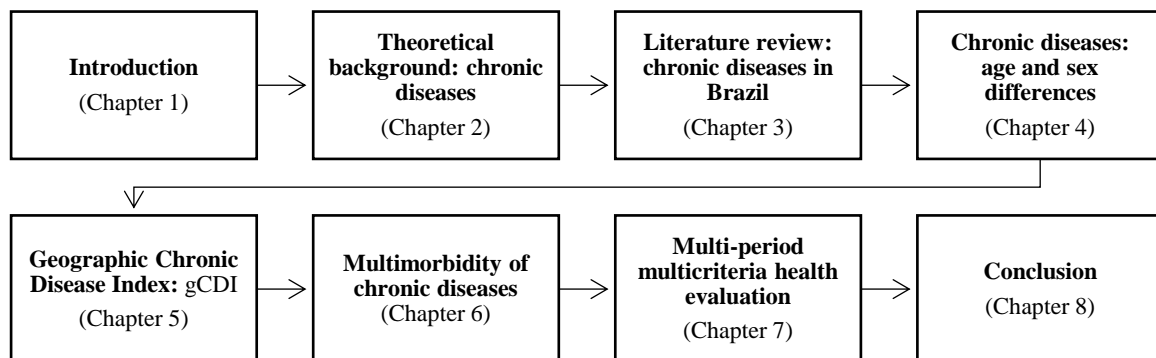 Introduction
(Chapter 1)
Theoretical
background: chronic
diseases
(Chapter 2)
Literature review:
chronic diseases in
Brazil
(Chapter 3)
Chronic diseases:
age and sex
differences
(Chapter 4)
Geographic Chronic
Disease Index: gCDI
(Chapter 5)
Multimorbidity of
chronic diseases
(Chapter 6)
Multi-period
multicriteria health
evaluation
(Chapter 7)
Conclusion
(Chapter 8)